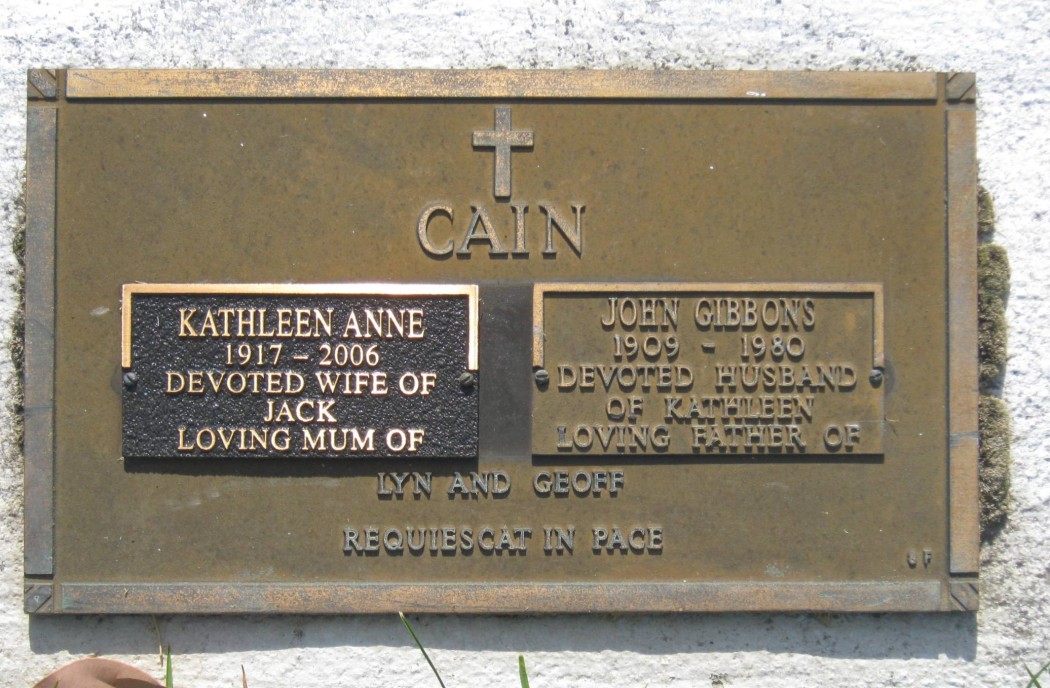 CAIN
KATHLEEN ANNE
1917 – 2006
DEVOTED WIFE OF
JACK
LOVING MUM OF
JOHN GIBBONS
1909 - 1980
DEVOTED HUSBAND
OF KATHLEEN
LOVING FATHER OF
LYN AND GEOFF
REQUIESCAT IN PACE